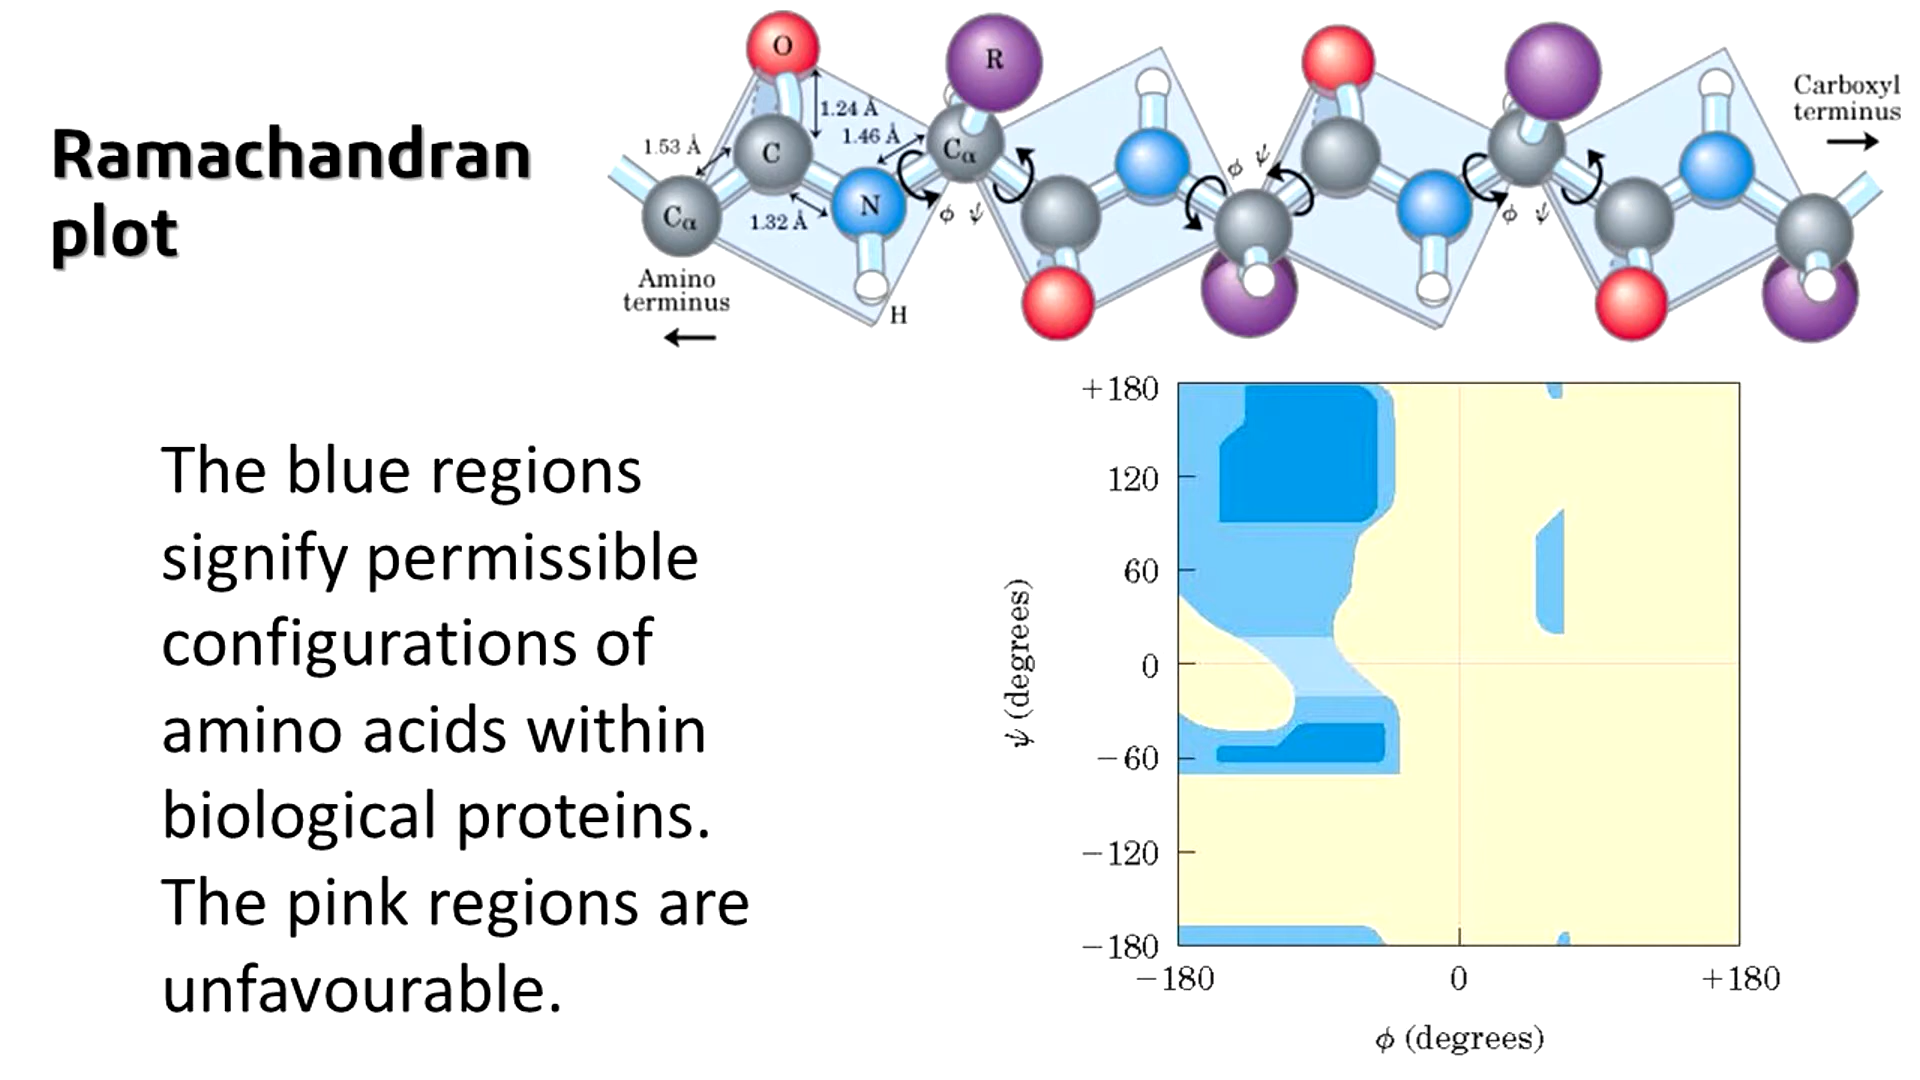 Ramachandran
plot
O
R
1.24 Å
1.46 Å
1.53 Å
C
Cα
N
Cα
1.32 Å
ϕ ψ
H
ϕ ψ
ϕ ψ
Amino
terminus
Carboxyl
terminus
The blue regions
signify permissible
configurations of
amino acids within
biological proteins.
The pink regions are
unfavourable.
+180
120
60
0
−60
−120
−180
ψ (degrees)
−180 0 +180
ϕ (degrees)